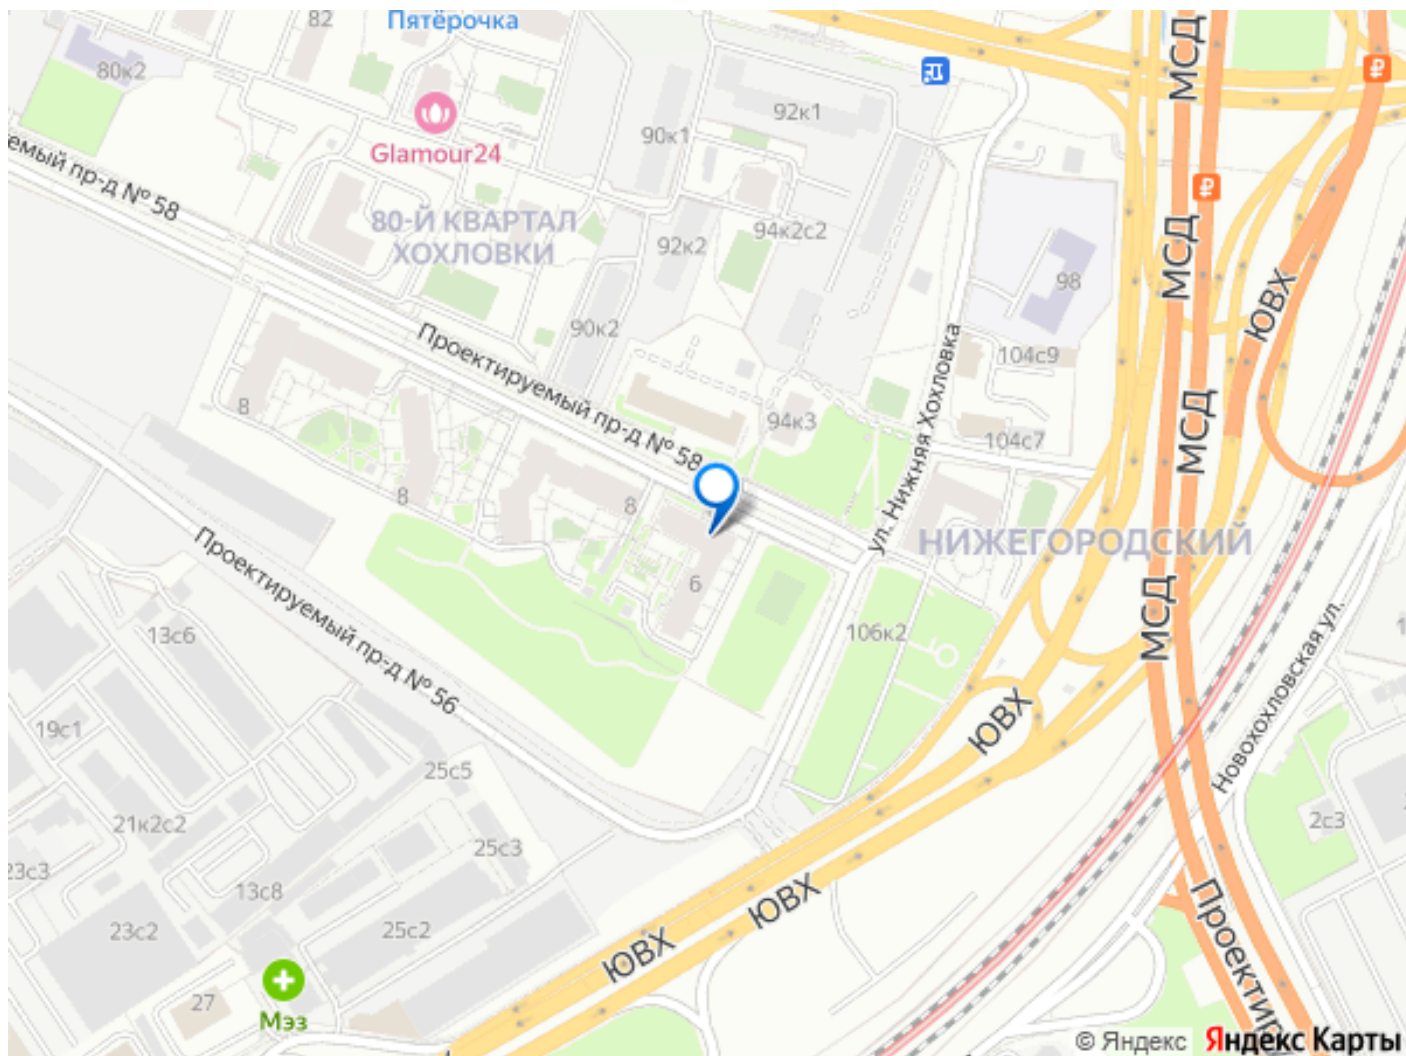 82
Пятёрочка
80к2
Glamour24
90к1
92к1
МСД
емый пр-д № 58
80-Й КВАРТАЛ
ХОХЛОВКИ
92к2
94к2с2
МСД
98
ЮВХ
90к2
Проектируемый пр-д № 58
ул. Нижняя Хохловка
104с9
8
94к3
104с7
МСД
8
8
НИЖЕГОРОДСКИЙ
6
МСД
Проектируемый пр-д № 56
13с6
106к2
Новохохловская ул.
19с1
ЮВХ
25с5
21к2с2
2с3
25с3
23с3
13с8
ЮВХ
23с2
25с2
ЮВХ
Проектир
27
Мэз
© Яндекс Яндекс Карты